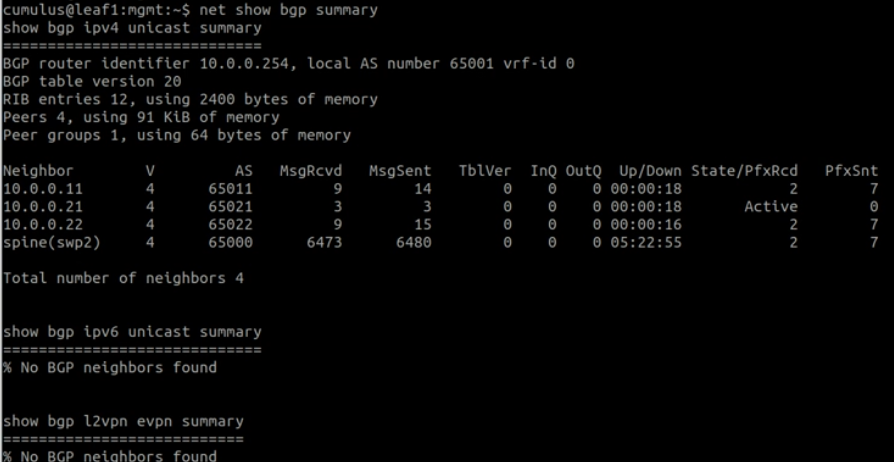 cumulus@leaf1:mgmt:~$ net show bgp summary
show bgp ipv4 unicast summary
=============================
BGP router identifier 10.0.0.254, local AS number 65001 vrf-id 0
BGP table version 20
RIB entries 12, using 2400 bytes of memory
Peers 4, using 91 KiB of memory
Peer groups 1, using 64 bytes of memory
Neighbor V AS MsgRcvd MsgSent TblVer InQ OutQ Up/Down State/PfxRcd PfxSnt
10.0.0.11 4 65011 9 14 0 0 0 00:00:18 2 7
10.0.0.21 4 65021 3 3 0 0 0 00:00:18 Active 0
10.0.0.22 4 65022 9 15 0 0 0 00:00:16 2 7
spine(swp2) 4 65000 6473 6480 0 0 0 05:22:55 2 7
Total number of neighbors 4
show bgp ipv6 unicast summary
=============================
% No BGP neighbors found
show bgp l2vpn evpn summary
===========================
% No BGP neighbors found